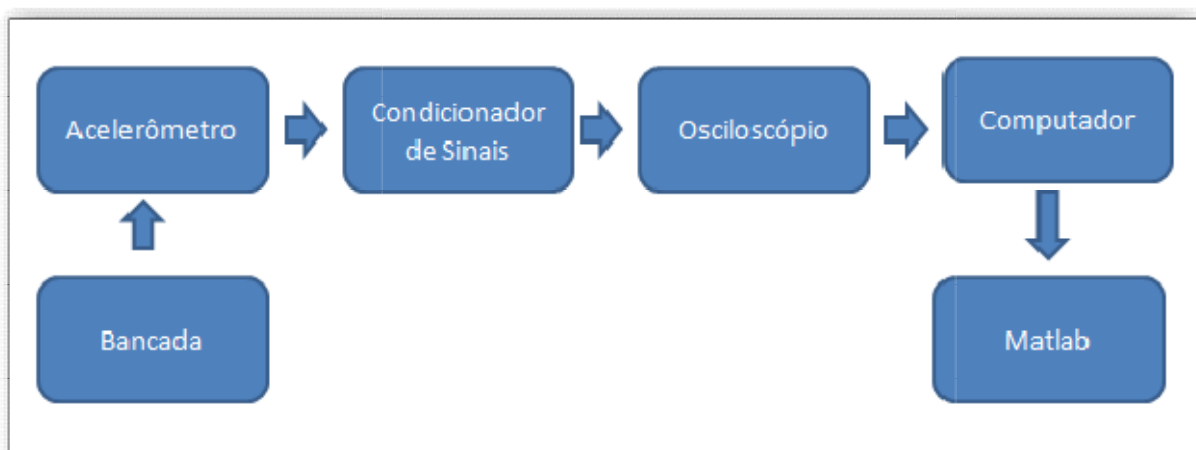 Acelerômetro
Condicionador
de Sinais
Osciloscópio
Computador
Bancada
Matlab